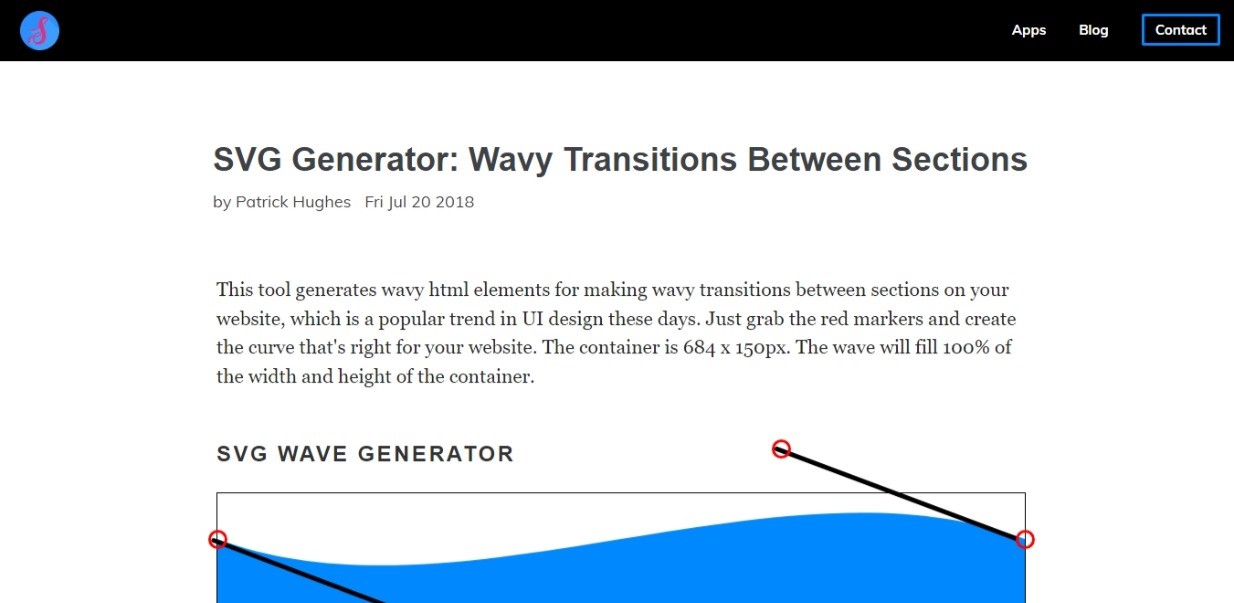 Apps Blog Contact
SVG Generator: Wavy Transitions Between Sections
by Patrick Hughes Fri Jul 20 2018
This tool generates wavy html elements for making wavy transitions between sections on your
website, which is a popular trend in UI design these days. Just grab the red markers and create
the curve that's right for your website. The container is 684 x 150px. The wave will fill 100% of
the width and height of the container.
SVG WAVE GENERATOR